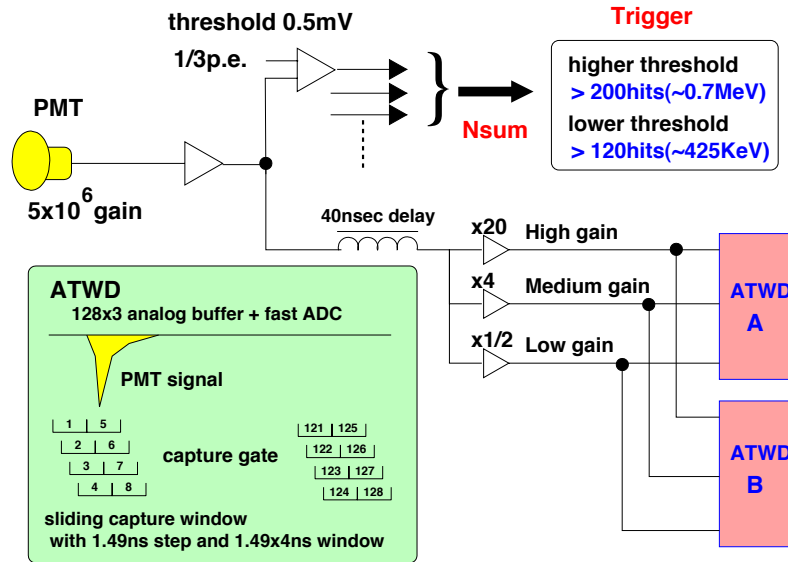 Trigger
threshold 0.5mV
1/3p.e.
higher threshold
> 200hits(~0.7MeV)
lower threshold
> 120hits(~425KeV)
Nsum
PMT
5x10^6 gain
40nsec delay
x20
High gain
x4
Medium gain
x1/2
Low gain
ATWD
A
ATWD
B
ATWD
128x3 analog buffer + fast ADC
PMT signal
1 5
2 6
3 7
4 8
capture gate
121 125
122 126
123 127
124 128
sliding capture window
with 1.49ns step and 1.49x4ns window